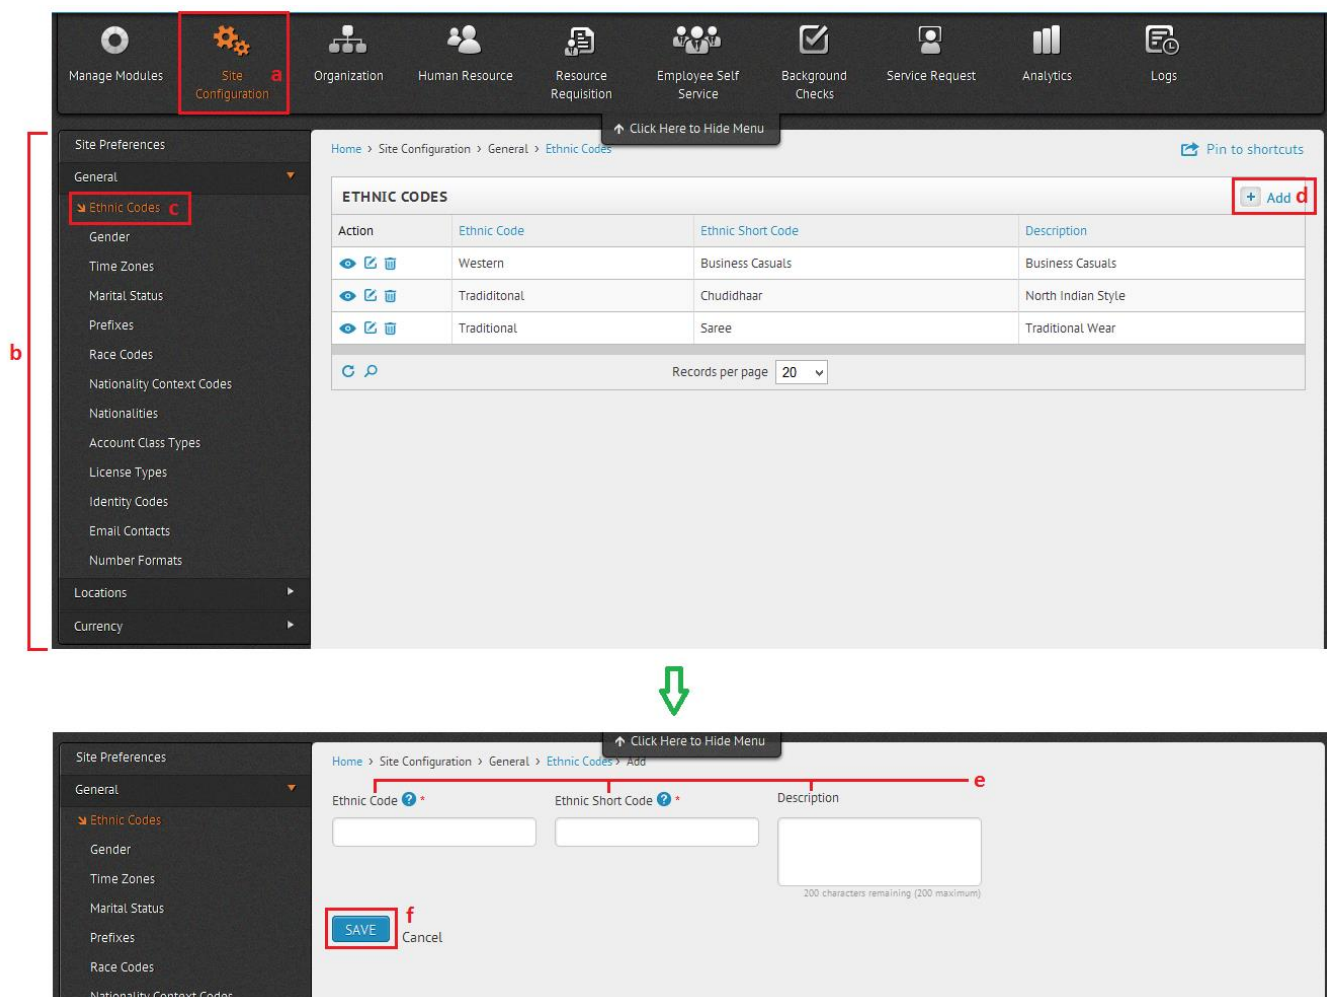 Manage Modules
Site Configuration
a
Organization
Human Resource
Resource Requisition
Employee Self Service
Background Checks
Service Request
Analytics
Logs
Click Here to Hide Menu
b
Site Preferences
General
Ethnic Codes c
Gender
Time Zones
Marital Status
Prefixes
Race Codes
Nationality Context Codes
Nationalities
Account Class Types
License Types
Identity Codes
Email Contacts
Number Formats
Locations
Currency
Home > Site Configuration > General > Ethnic Codes
Pin to shortcuts
ETHNIC CODES
+ Add d
Action Ethnic Code Ethnic Short Code Description
Western Business Casuals Business Casuals
Tradiditonal Chudidhaar North Indian Style
Traditional Saree Traditional Wear
Records per page 20
Click Here to Hide Menu
Site Preferences
General
Ethnic Codes
Gender
Time Zones
Marital Status
Prefixes
Race Codes
Nationality Context Codes
Home > Site Configuration > General > Ethnic Codes > Add
e
Ethnic Code ? * Ethnic Short Code ? * Description
200 characters remaining (200 maximum)
SAVE f
Cancel